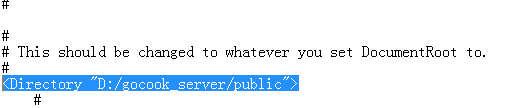 #
#
# This should be changed to whatever you set DocumentRoot to.
#
<Directory "D:/gocook_server/public">
#